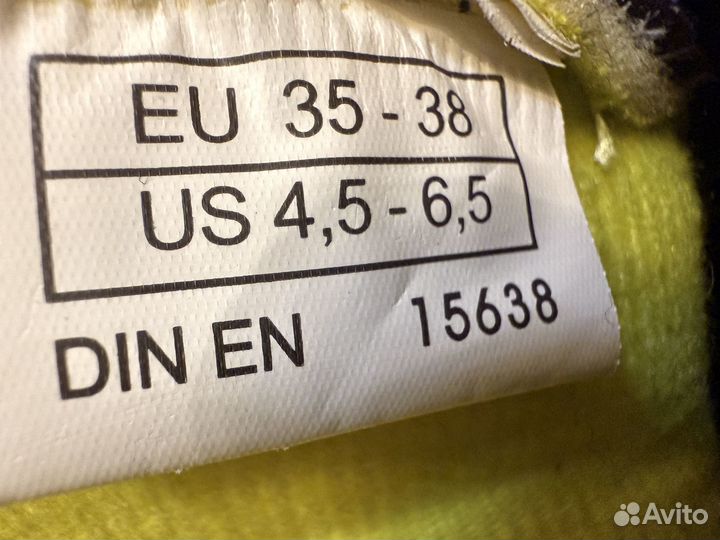 EU 35 - 38
US 4,5 - 6,5
DIN EN 15638
Avito